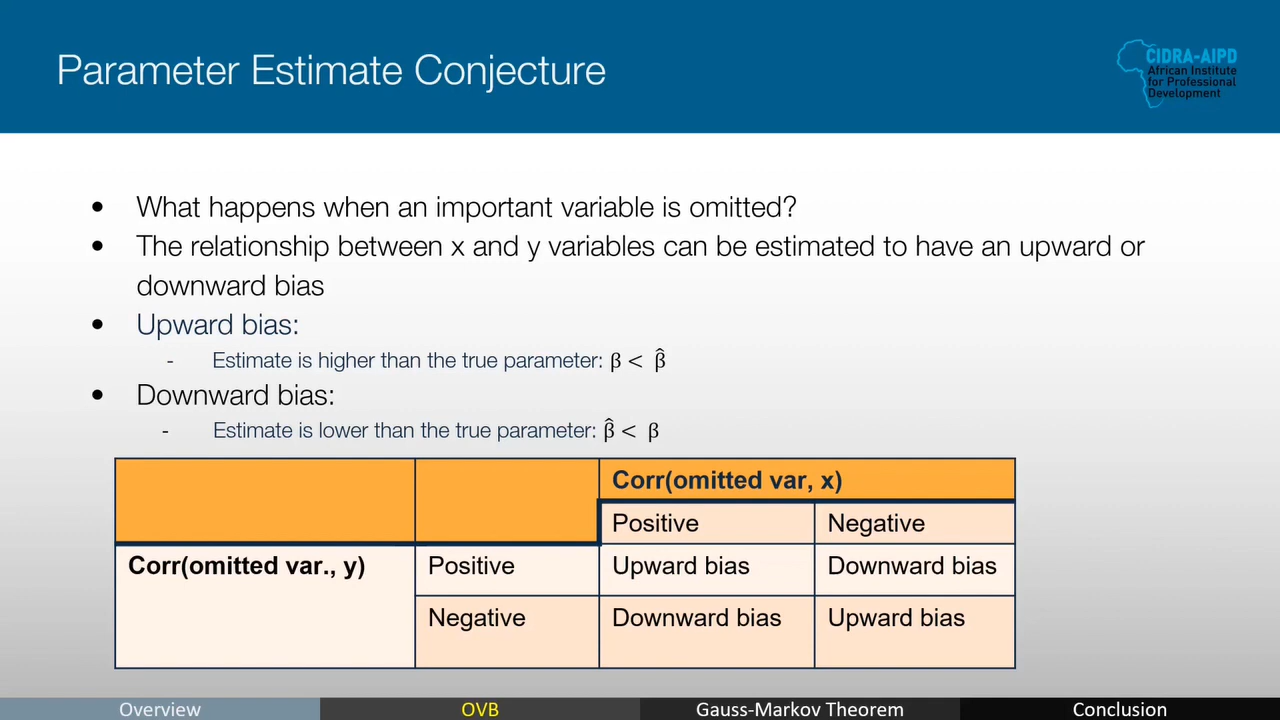 Parameter Estimate Conjecture
CIDRA-AIPD
African Institute
for Professional
Development
• What happens when an important variable is omitted?
• The relationship between x and y variables can be estimated to have an upward or
downward bias
• Upward bias:
- Estimate is higher than the true parameter: β < β̂
• Downward bias:
- Estimate is lower than the true parameter: β̂ < β
Corr(omitted var, x)
Positive Negative
Corr(omitted var., y) Positive Upward bias Downward bias
Negative Downward bias Upward bias
Overview OVB Gauss-Markov Theorem Conclusion